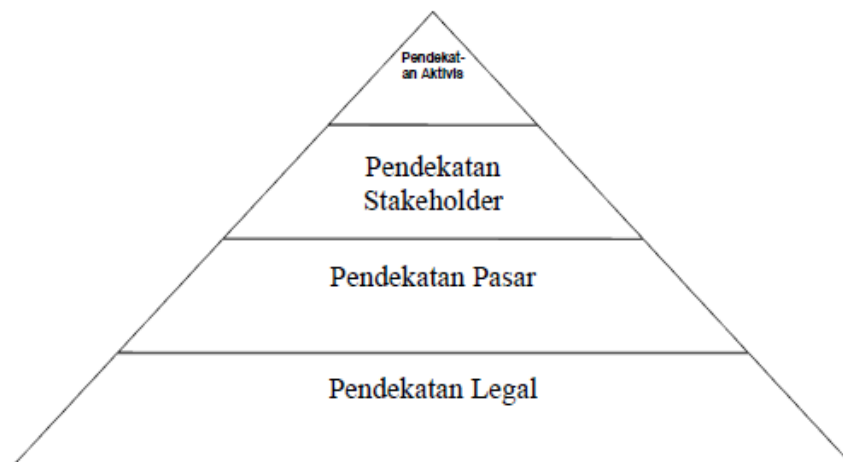 Pendekat-
an Aktivis
Pendekatan
Stakeholder
Pendekatan Pasar
Pendekatan Legal